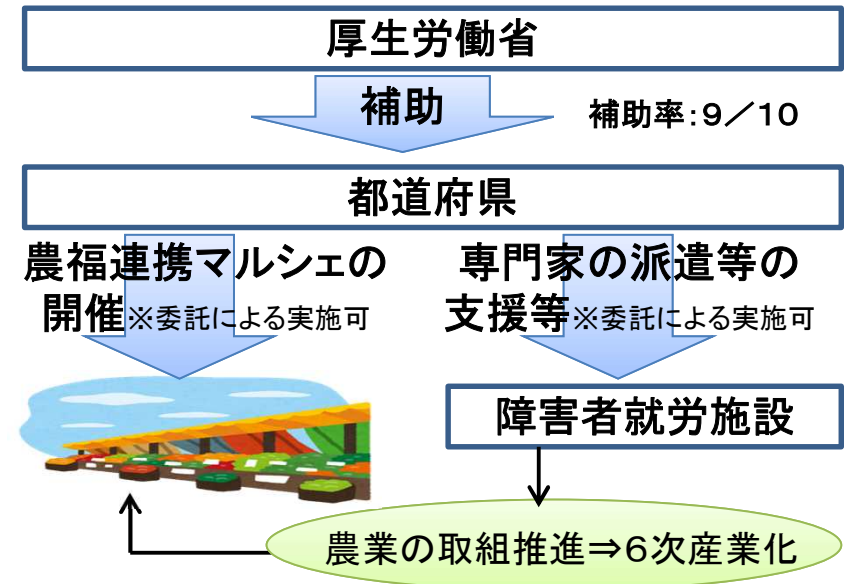 厚生労働省
補助
補助率:9/10
都道府県
農福連携マルシェの
開催※委託による実施可
専門家の派遣等の
支援等※委託による実施可
障害者就労施設
農業の取組推進⇒6次産業化